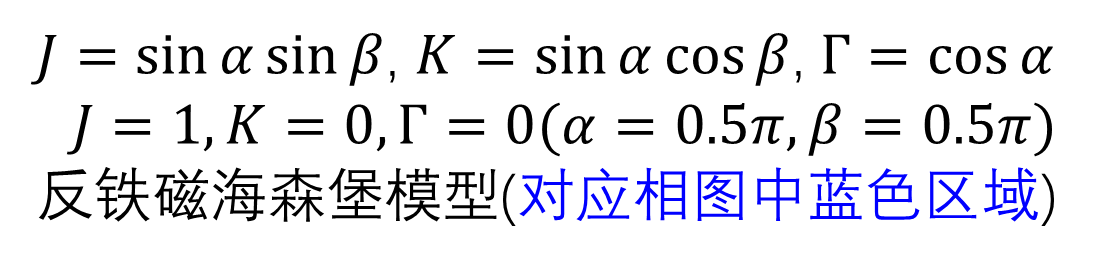 J = sin α sin β, K = sin α cos β, Γ = cos α
J = 1, K = 0, Γ = 0(α = 0.5π, β = 0.5π)
反铁磁海森堡模型(对应相图中蓝色区域)